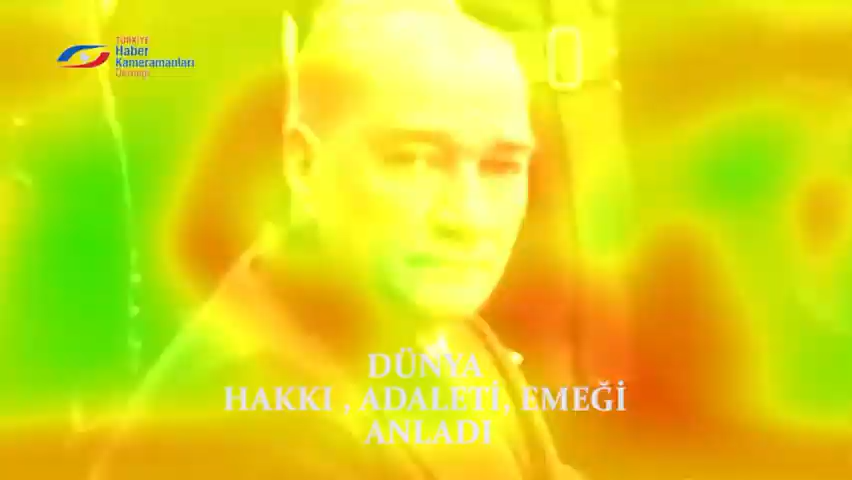 TÜRKİYE
Haber
Kameramanları
Derneği
DÜNYA
HAKKI , ADALETİ, EMEĞİ
ANLADI